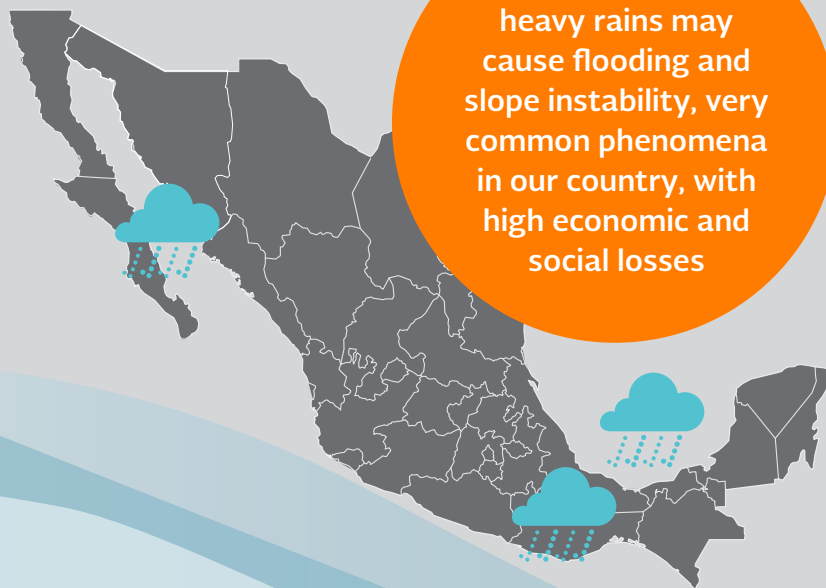 heavy rains may
cause flooding and
slope instability, very
common phenomena
in our country, with
high economic and
social losses